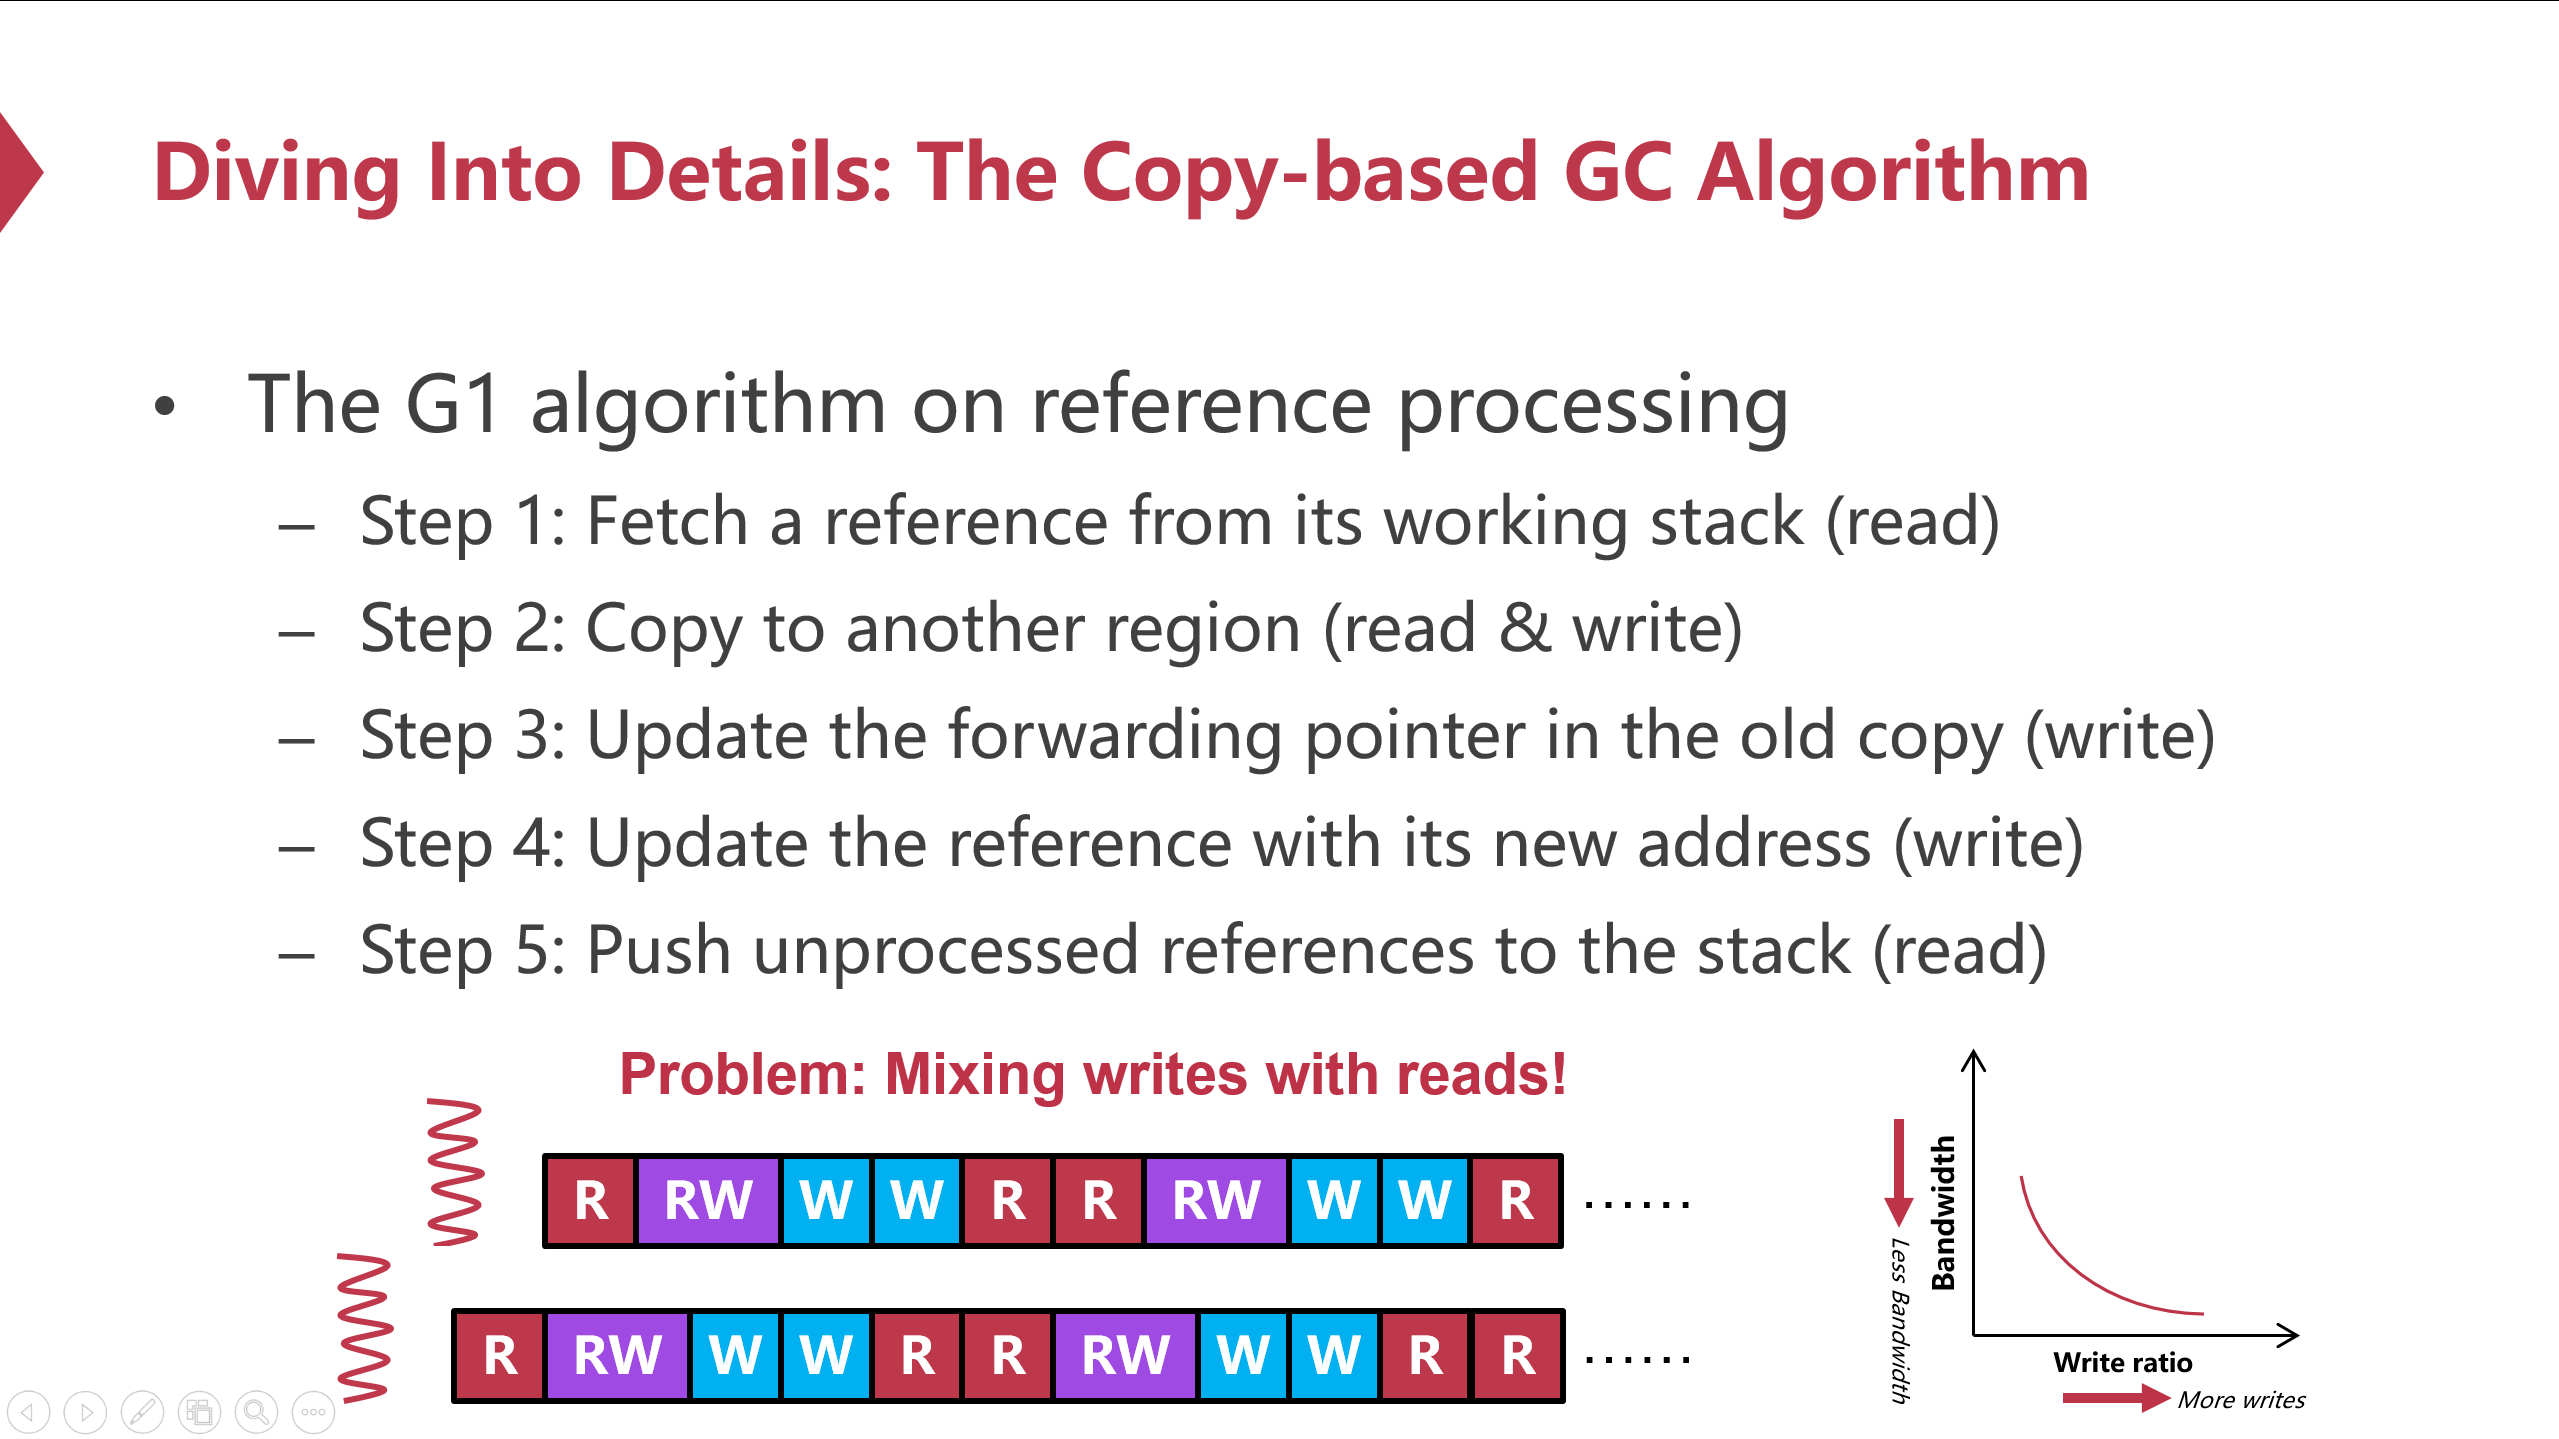 Diving Into Details: The Copy-based GC Algorithm
• The G1 algorithm on reference processing
– Step 1: Fetch a reference from its working stack (read)
– Step 2: Copy to another region (read & write)
– Step 3: Update the forwarding pointer in the old copy (write)
– Step 4: Update the reference with its new address (write)
– Step 5: Push unprocessed references to the stack (read)
Problem: Mixing writes with reads!
R RW W W R R RW W W R ······
R RW W W R R RW W W R R ······
Less Bandwidth
Bandwidth
Write ratio
More writes